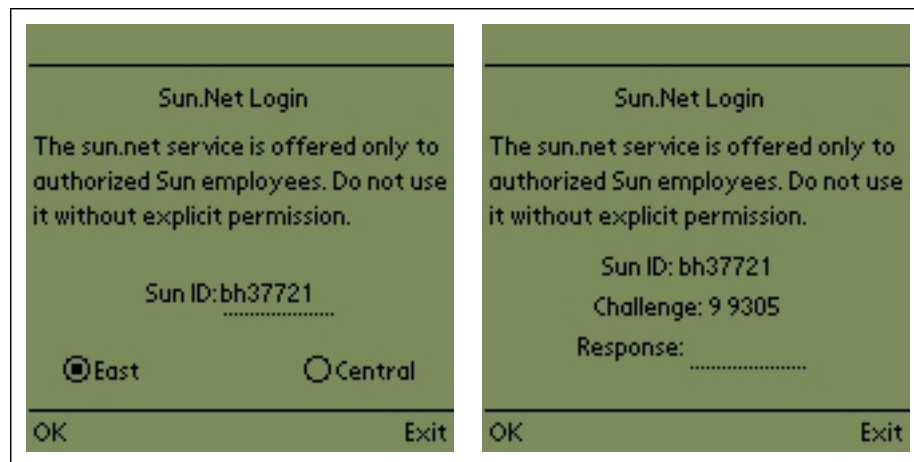 Sun.Net Login
The sun.net service is offered only to
authorized Sun employees. Do not use
it without explicit permission.
Sun ID: bh37721
East Central
OK Exit
Sun.Net Login
The sun.net service is offered only to
authorized Sun employees. Do not use
it without explicit permission.
Sun ID: bh37721
Challenge: 9 9305
Response:
OK Exit